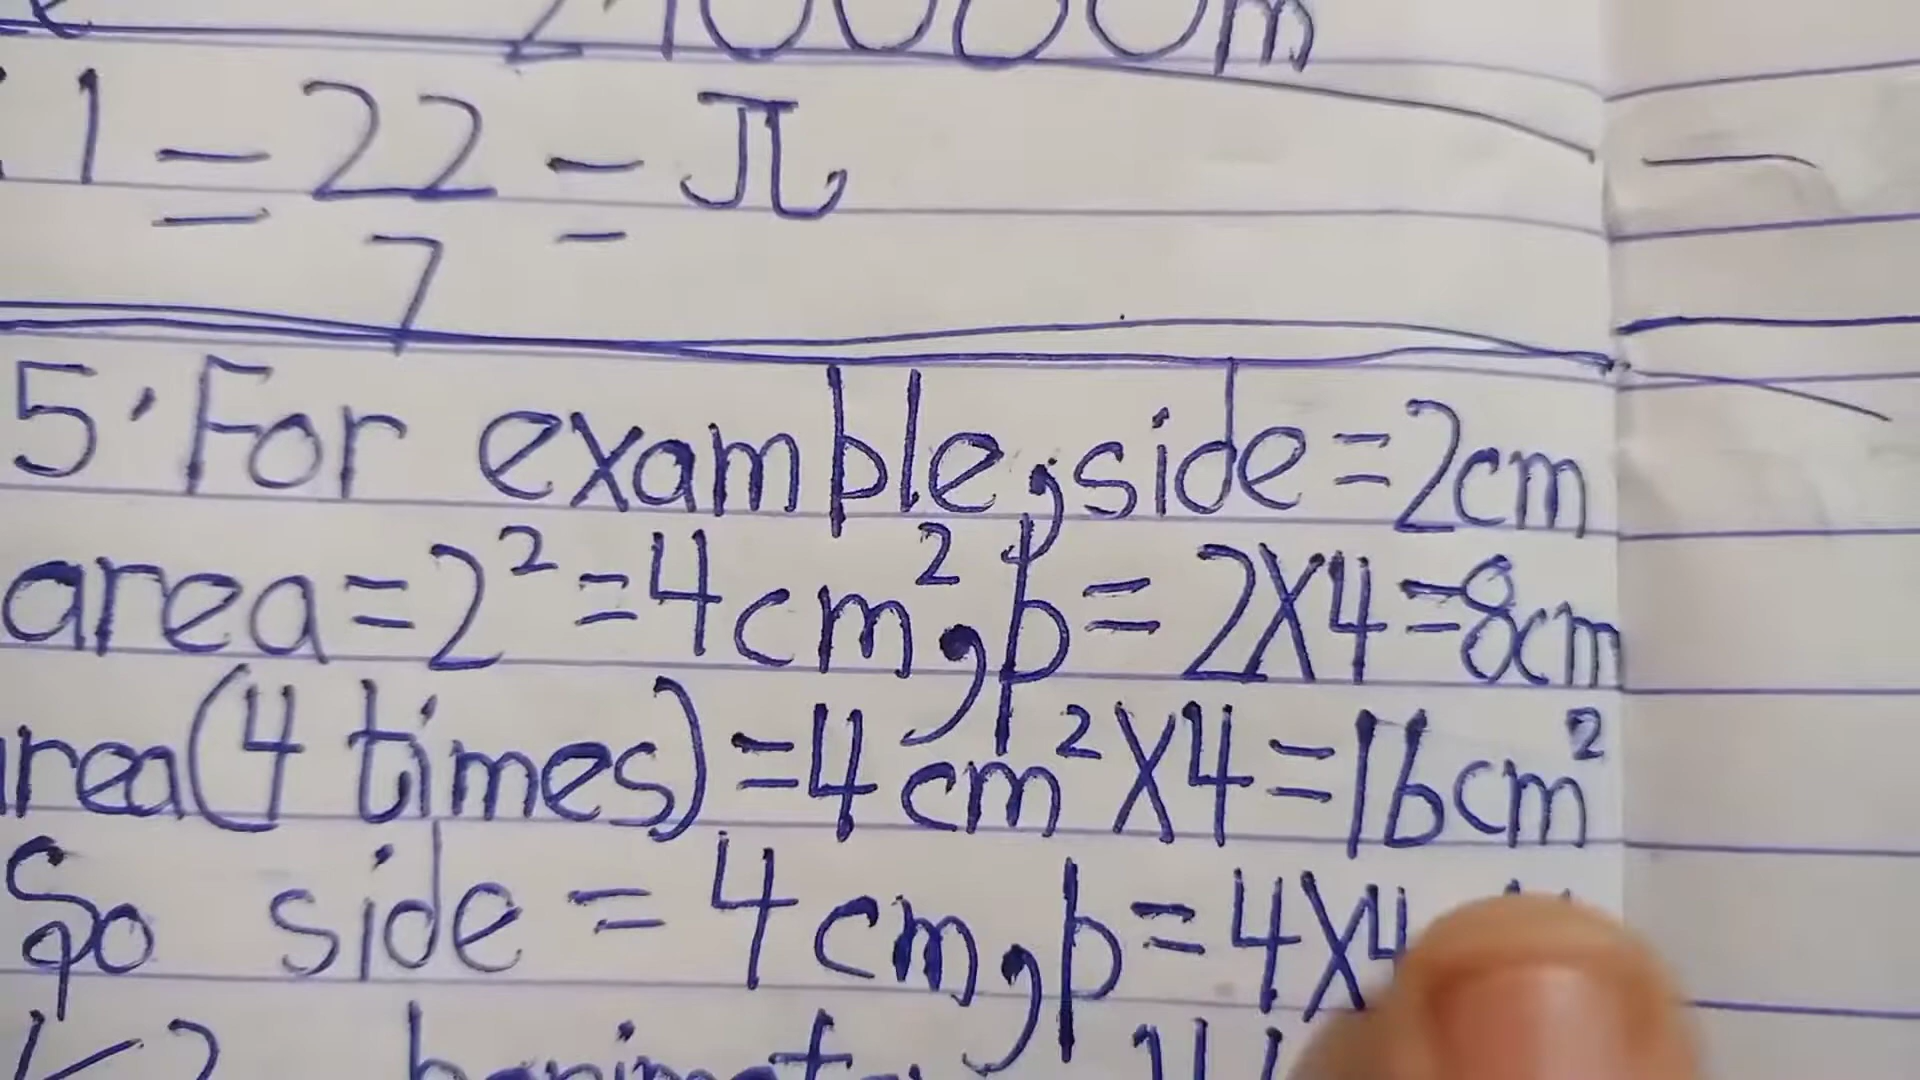 1 = 22/7 = π
5. For example, side = 2cm
area = 2² = 4cm², p = 2X4 = 8cm
area (4 times) = 4cm² X 4 = 16cm²
So side = 4cm, p = 4X4